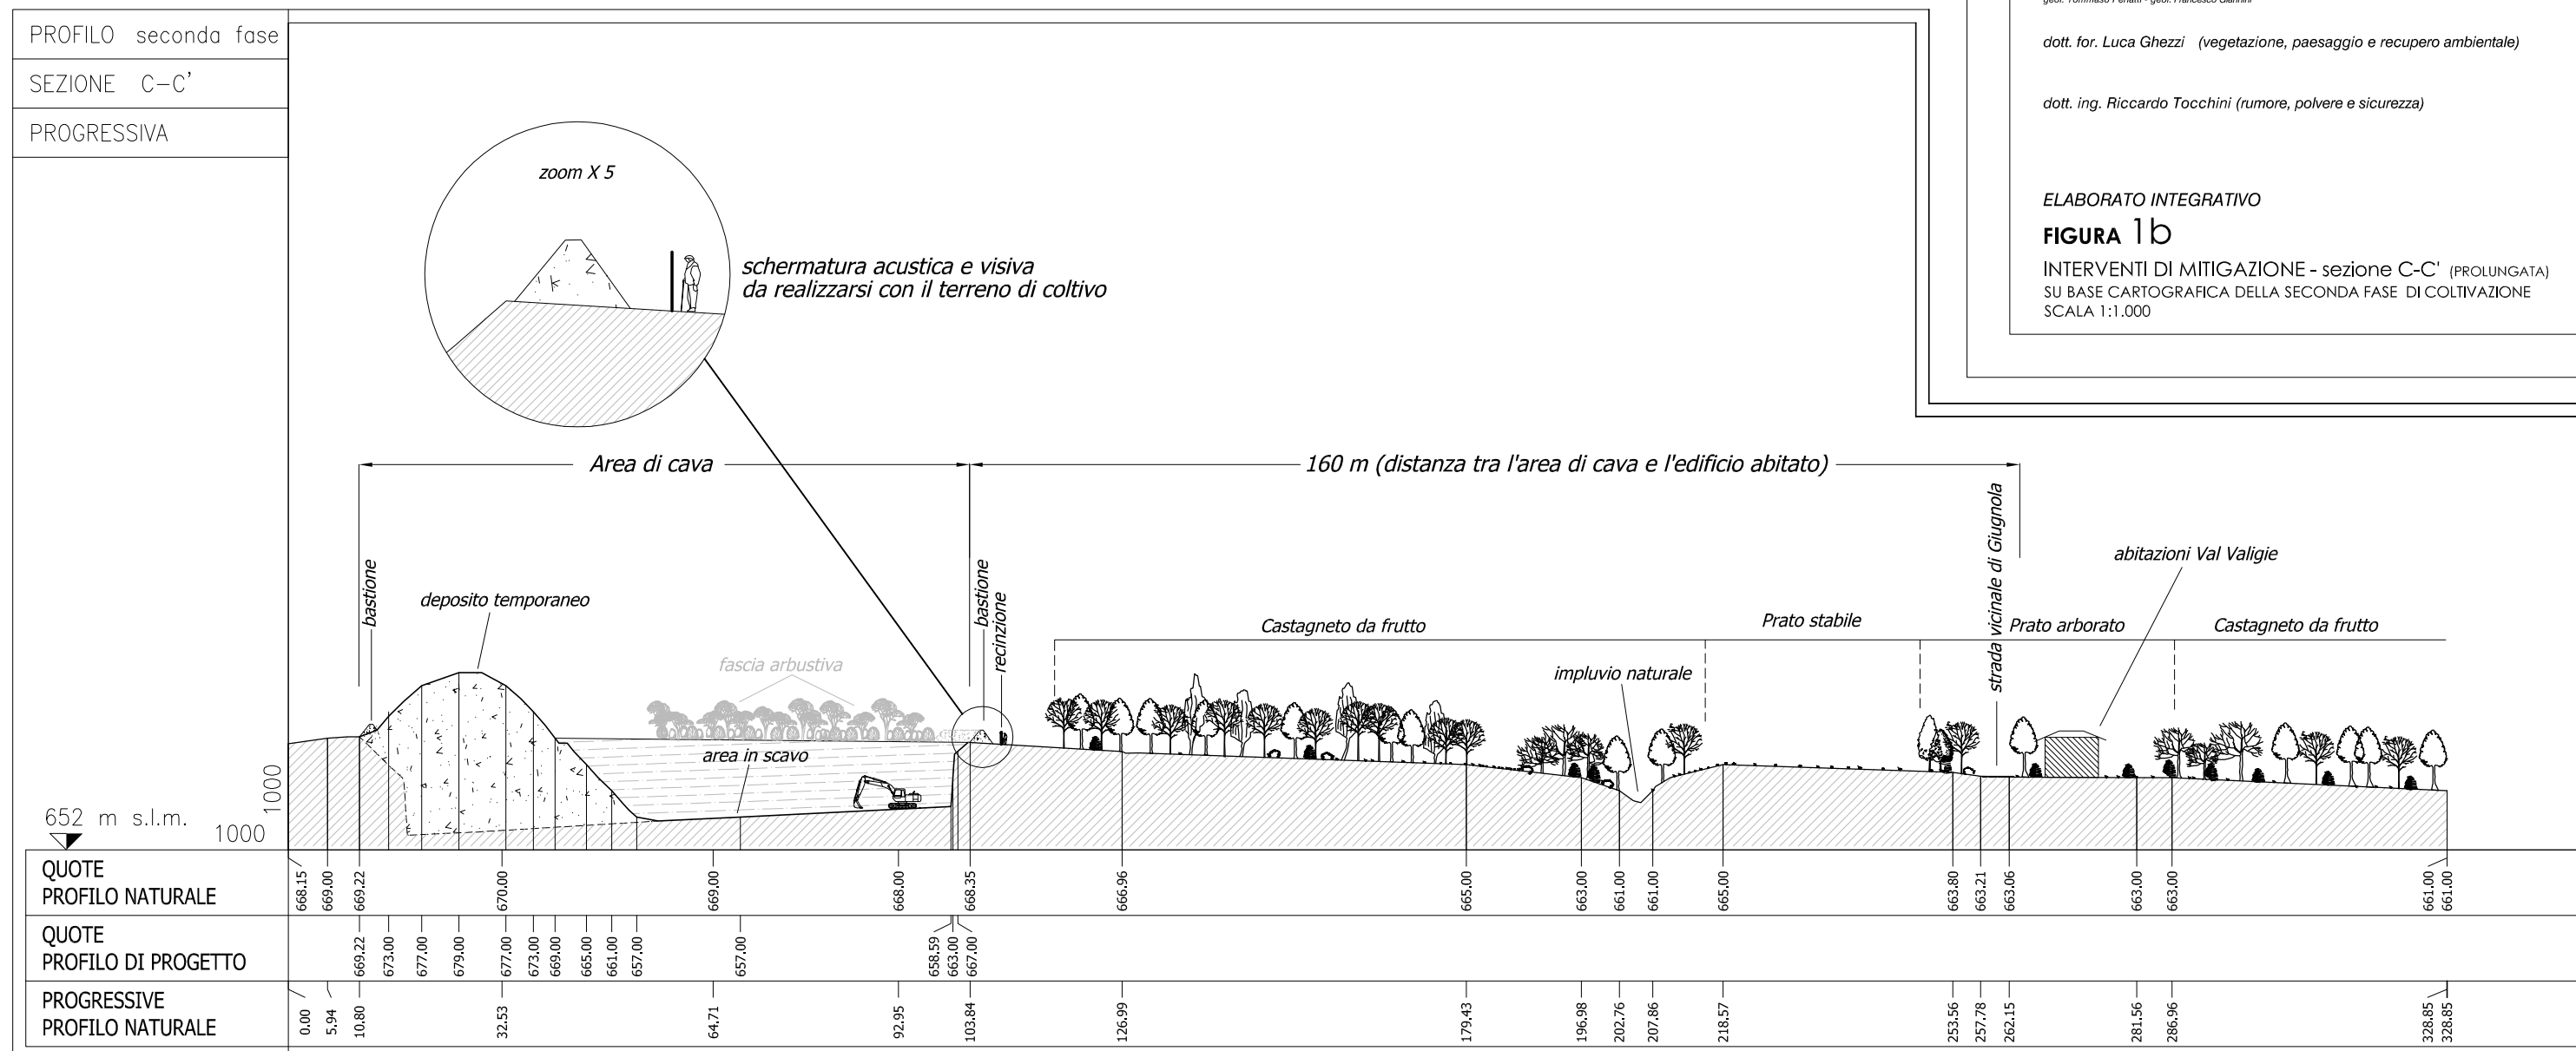 PROFILO seconda fase
SEZIONE C-C'
PROGRESSIVA
dott. for. Luca Ghezzi (vegetazione, paesaggio e recupero ambientale)
dott. ing. Riccardo Tocchini (rumore, polvere e sicurezza)
ELABORATO INTEGRATIVO
FIGURA 1b
INTERVENTI DI MITIGAZIONE - sezione C-C' (PROLUNGATA)
SU BASE CARTOGRAFICA DELLA SECONDA FASE DI COLTIVAZIONE
SCALA 1:1.000
zoom X 5
schermatura acustica e visiva
da realizzarsi con il terreno di coltivo
Area di cava
160 m (distanza tra l'area di cava e l'edificio abitato)
bastione
deposito temporaneo
fascia arbustiva
area in scavo
bastione
recinzione
Castagneto da frutto
impluvio naturale
Prato stabile
strada vicinale di Giugnola
Prato arborato
abitazioni Val Valigie
Castagneto da frutto
652 m s.l.m.
1000
1000
QUOTE
PROFILO NATURALE
668.15 669.00 669.22 670.00 669.00 668.00 668.35 666.96 665.00 663.00 661.00 661.00 665.00 663.80 663.21 663.06 663.00 663.00 661.00 661.00
QUOTE
PROFILO DI PROGETTO
669.22 673.00 677.00 679.00 677.00 673.00 669.00 665.00 661.00 657.00 657.00 658.59 663.00 667.00
PROGRESSIVE
PROFILO NATURALE
0.00 5.94 10.80 32.53 64.71 92.95 103.84 126.99 179.43 196.98 202.76 207.86 218.57 253.56 257.78 262.15 281.56 286.96 328.85 328.85